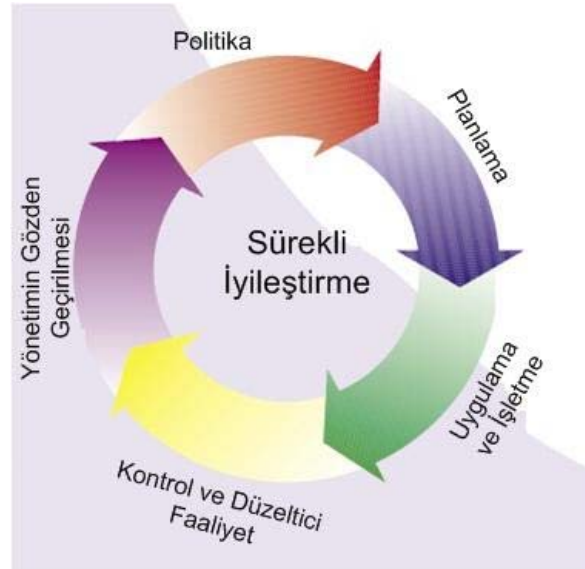 Politika
Planlama
Uygulama
ve İşletme
Kontrol ve Düzeltici
Faaliyet
Yönetimin Gözden
Geçirilmesi
Sürekli
İyileştirme